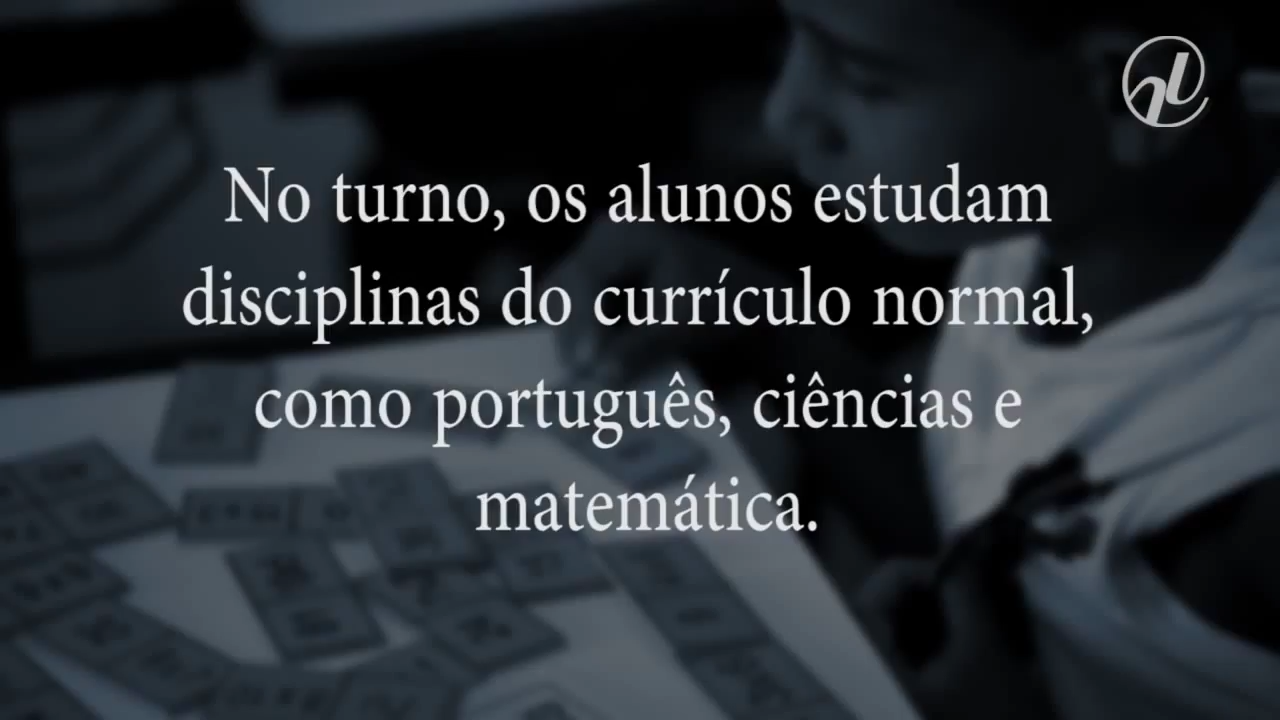 No turno, os alunos estudam
disciplinas do currículo normal,
como português, ciências e
matemática.